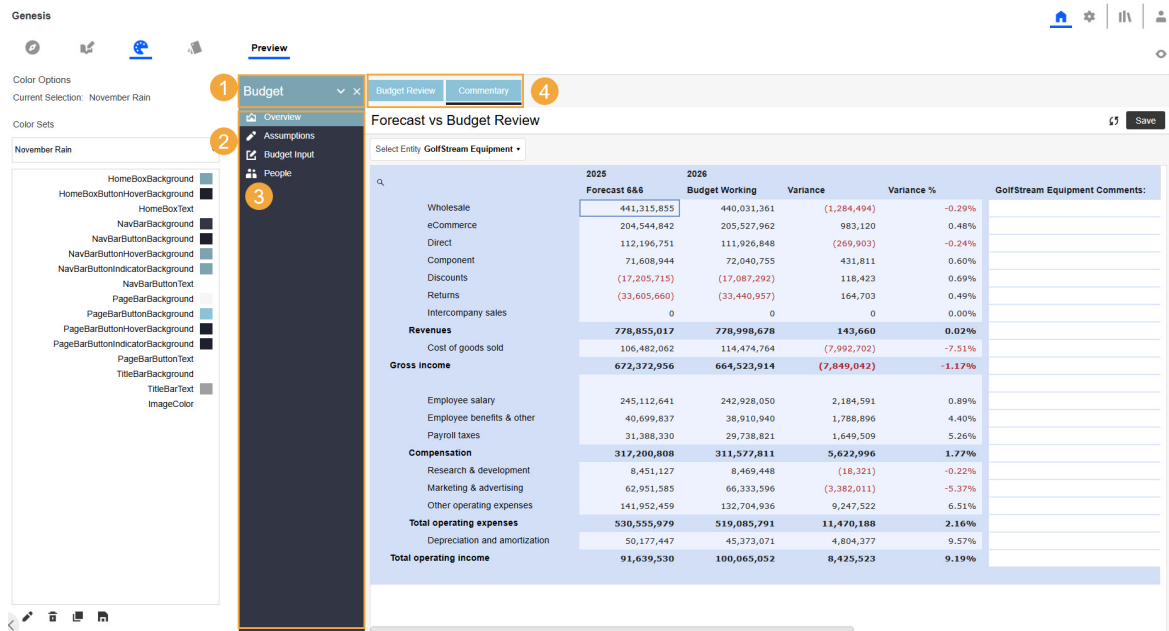 Genesis
Preview
Color Options
Current Selection: November Rain
Color Sets
November Rain
HomeBoxBackground
HomeBoxButtonHoverBackground
HomeBoxText
NavBarBackground
NavBarButtonBackground
NavBarButtonHoverBackground
NavBarButtonIndicatorBackground
NavBarButtonText
PageBarBackground
PageBarButtonBackground
PageBarButtonHoverBackground
PageBarButtonIndicatorBackground
PageBarButtonText
TitleBarBackground
TitleBarText
ImageColor
1
Budget
2
Overview
Assumptions
Budget Input
People
3
Budget Review Commentary
4
Forecast vs Budget Review
Save
Select Entity GolfStream Equipment
2025 2026
Forecast 6&6 Budget Working Variance Variance % GolfStream Equipment Comments:
Wholesale 441,315,855 440,031,361 (1,284,494) -0.29%
eCommerce 204,544,842 205,527,962 983,120 0.48%
Direct 112,196,751 111,926,848 (269,903) -0.24%
Component 71,608,944 72,040,755 431,811 0.60%
Discounts (17,205,715) (17,087,292) 118,423 0.69%
Returns (33,605,660) (33,440,957) 164,703 0.49%
Intercompany sales 0 0 0 0.00%
Revenues 778,855,017 778,998,678 143,660 0.02%
Cost of goods sold 106,482,062 114,474,764 (7,992,702) -7.51%
Gross income 672,372,956 664,523,914 (7,849,042) -1.17%
Employee salary 245,112,641 242,928,050 2,184,591 0.89%
Employee benefits & other 40,699,837 38,910,940 1,788,896 4.40%
Payroll taxes 31,388,330 29,738,821 1,649,509 5.26%
Compensation 317,200,808 311,577,811 5,622,996 1.77%
Research & development 8,451,127 8,469,448 (18,321) -0.22%
Marketing & advertising 62,951,585 66,333,596 (3,382,011) -5.37%
Other operating expenses 141,952,459 132,704,936 9,247,522 6.51%
Total operating expenses 530,555,979 519,085,791 11,470,188 2.16%
Depreciation and amortization 50,177,447 45,373,071 4,804,377 9.57%
Total operating income 91,639,530 100,065,052 8,425,523 9.19%